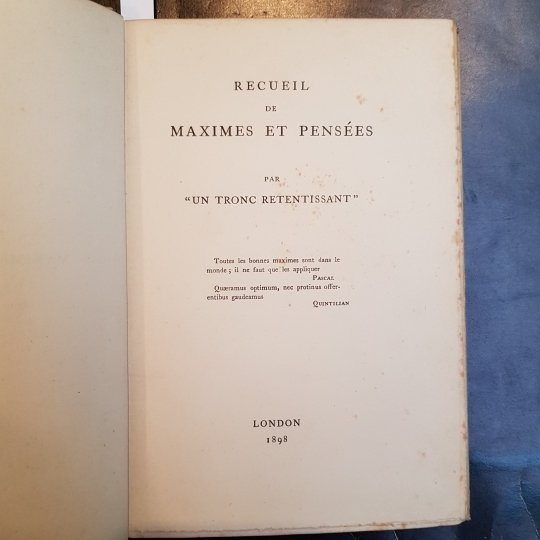 RECUEIL
DE
MAXIMES ET PENSÉES
PAR
"UN TRONC RETENTISSANT"
Toutes les bonnes maximes sont dans le
monde ; il ne faut que les appliquer
PASCAL
Quæramus optimum, nec protinus offer-
entibus gaudeamus
QUINTILIAN
LONDON
1898